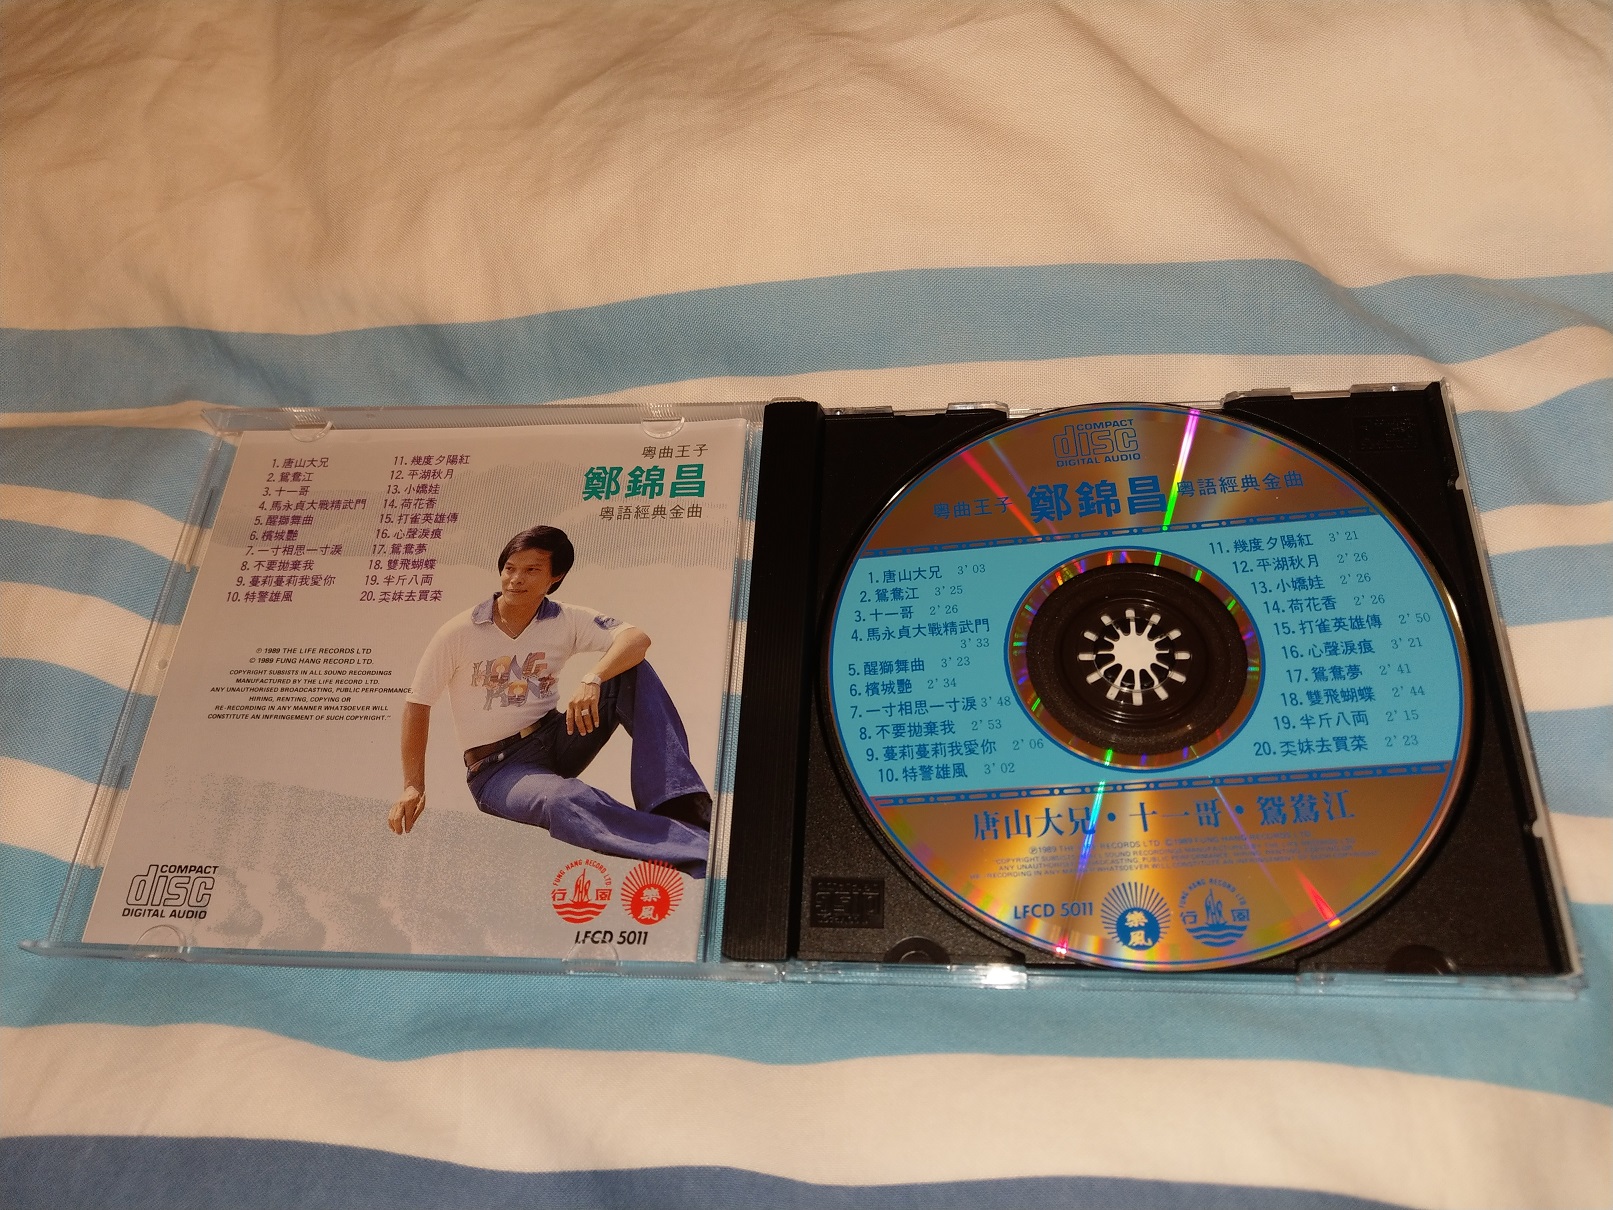 粵曲王子
鄭錦昌
粵語經典金曲
1. 唐山大兄
2. 鴛鴦江
3. 十一哥
4. 馬永貞大戰精武門
5. 醒獅舞曲
6. 檳城艷
7. 一寸相思一寸淚
8. 不要拋棄我
9. 蔓莉蔓莉我愛你
10. 特警雄風
11. 幾度夕陽紅
12. 平湖秋月
13. 小嬌娃
14. 荷花香
15. 打雀英雄傳
16. 心聲淚痕
17. 鴛鴦夢
18. 雙飛蝴蝶
19. 半斤八両
20. 奀妹去買菜
℗ 1989 THE LIFE RECORDS LTD
© 1989 FUNG HANG RECORD LTD.
COPYRIGHT SUBSISTS IN ALL SOUND RECORDINGS
MANUFACTURED BY THE LIFE RECORD LTD.
ANY UNAUTHORISED BROADCASTING, PUBLIC PERFORMANCE,
HIRING, RENTING, COPYING OR
RE-RECORDING IN ANY MANNER WHATSOEVER WILL
CONSTITUTE AN INFRINGEMENT OF SUCH COPYRIGHT."
HONG KONG
COMPACT
disc
DIGITAL AUDIO
FUNG HANG RECORD LTD
風行
樂風
LFCD 5011
COMPACT
disc
DIGITAL AUDIO
粵曲王子 鄭錦昌 粵語經典金曲
1. 唐山大兄 3'03
2. 鴛鴦江 3'25
3. 十一哥 2'26
4. 馬永貞大戰精武門
3'33
5. 醒獅舞曲 3'23
6. 檳城艷 2'34
7. 一寸相思一寸淚 3'48
8. 不要拋棄我 2'53
9. 蔓莉蔓莉我愛你 2'06
10. 特警雄風 3'02
11. 幾度夕陽紅 3'21
12. 平湖秋月 2'26
13. 小嬌娃 2'26
14. 荷花香 2'26
15. 打雀英雄傳 2'50
16. 心聲淚痕 3'21
17. 鴛鴦夢 2'41
18. 雙飛蝴蝶 2'44
19. 半斤八両 2'15
20. 奀妹去買菜 2'23
唐山大兄・十一哥・鴛鴦江
LFCD 5011
樂風
FUNG HANG RECORD LTD
風行